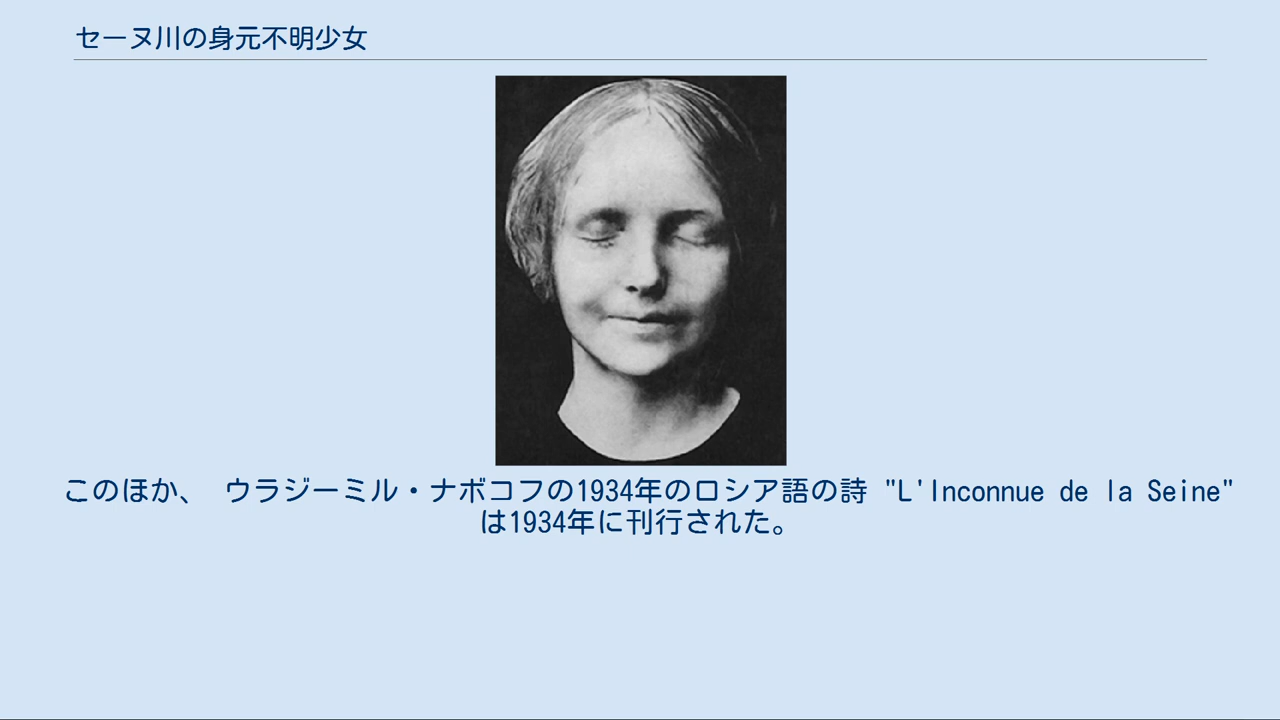 セーヌ川の身元不明少女
このほか、 ウラジーミル・ナボコフの1934年のロシア語の詩 "L'Inconnue de la Seine"
は1934年に刊行された。